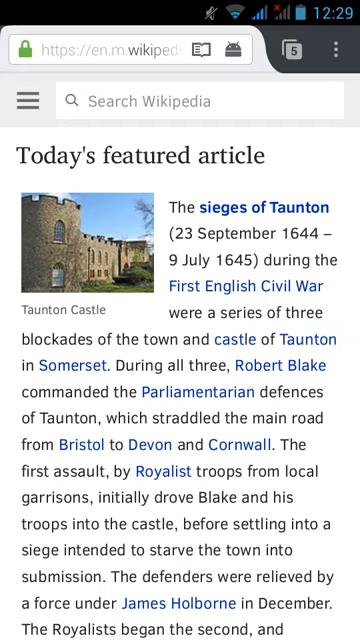 12:29
https://en.m.wikiped
5
Search Wikipedia
Today's featured article
The sieges of Taunton
(23 September 1644 –
9 July 1645) during the
First English Civil War
were a series of three
Taunton Castle
blockades of the town and castle of Taunton
in Somerset. During all three, Robert Blake
commanded the Parliamentarian defences
of Taunton, which straddled the main road
from Bristol to Devon and Cornwall. The
first assault, by Royalist troops from local
garrisons, initially drove Blake and his
troops into the castle, before settling into a
siege intended to starve the town into
submission. The defenders were relieved by
a force under James Holborne in December.
The Royalists began the second, and